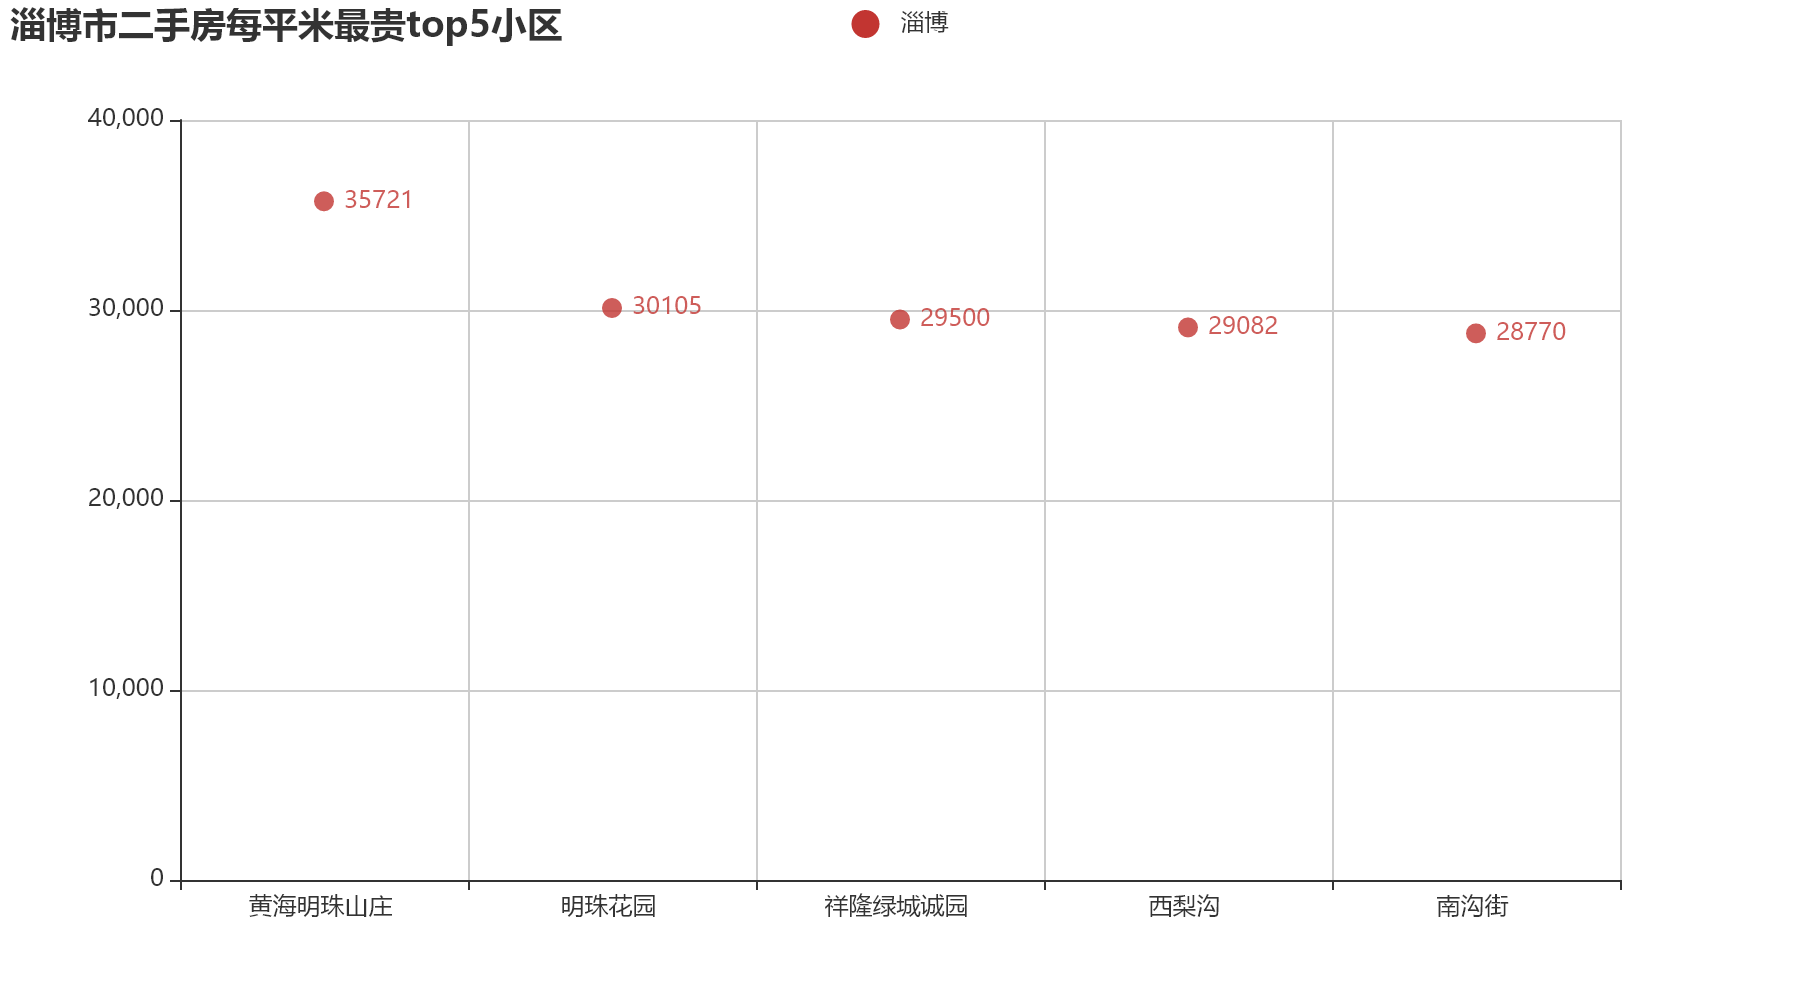 淄博市二手房每平米最贵top5小区
淄博
40,000
30,000
20,000
10,000
0
35721
30105
29500
29082
28770
黄海明珠山庄
明珠花园
祥隆绿城诚园
西梨沟
南沟街